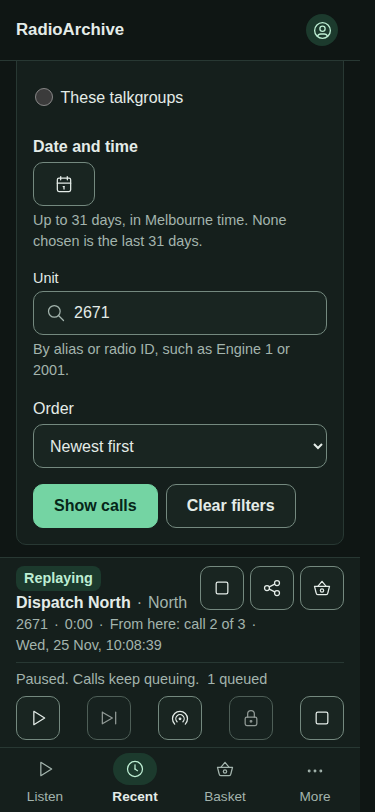 RadioArchive
These talkgroups
Date and time
Up to 31 days, in Melbourne time. None
chosen is the last 31 days.
Unit
2671
By alias or radio ID, such as Engine 1 or
2001.
Order
Newest first
Show calls
Clear filters
Replaying
Dispatch North · North
2671 · 0:00 · From here: call 2 of 3 ·
Wed, 25 Nov, 10:08:39
Paused. Calls keep queuing. 1 queued
Listen
Recent
Basket
More